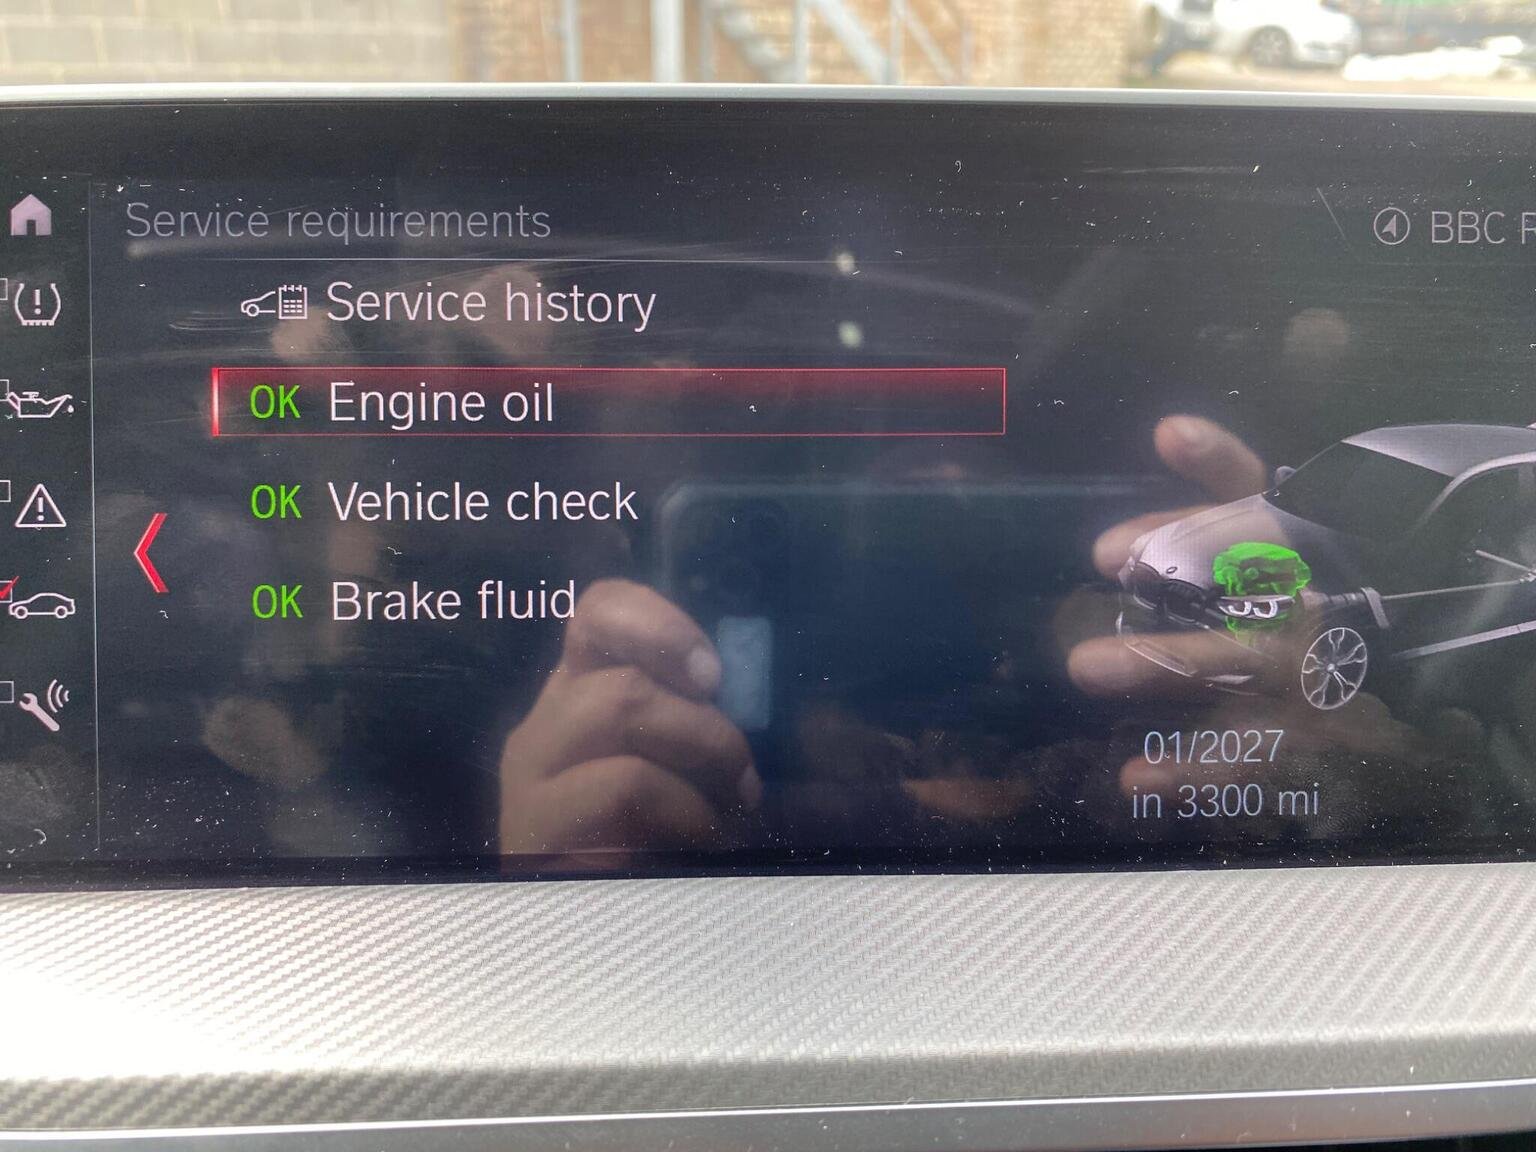 Service requirements
BBC
Service history
OK Engine oil
OK Vehicle check
OK Brake fluid
01/2027
in 3300 mi